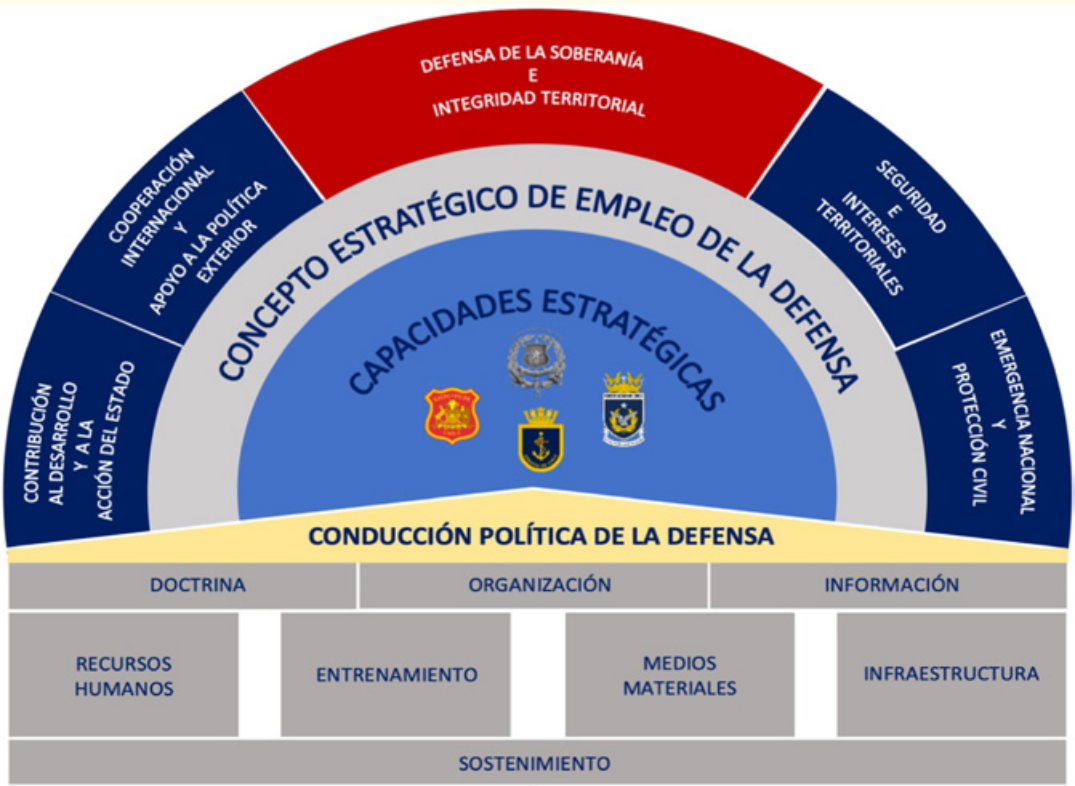 DEFENSA DE LA SOBERANÍA
E
INTEGRIDAD TERRITORIAL
COOPERACIÓN
INTERNACIONAL
Y
APOYO A LA POLÍTICA
EXTERIOR
SEGURIDAD
E
INTERESES
TERRITORIALES
CONTRIBUCIÓN
AL DESARROLLO
Y A LA
ACCIÓN DEL ESTADO
EMERGENCIA NACIONAL
Y
PROTECCIÓN CIVIL
CONCEPTO ESTRATÉGICO DE EMPLEO DE LA DEFENSA
CAPACIDADES ESTRATÉGICAS
CONDUCCIÓN POLÍTICA DE LA DEFENSA
DOCTRINA
ORGANIZACIÓN
INFORMACIÓN
RECURSOS
HUMANOS
ENTRENAMIENTO
MEDIOS
MATERIALES
INFRAESTRUCTURA
SOSTENIMIENTO